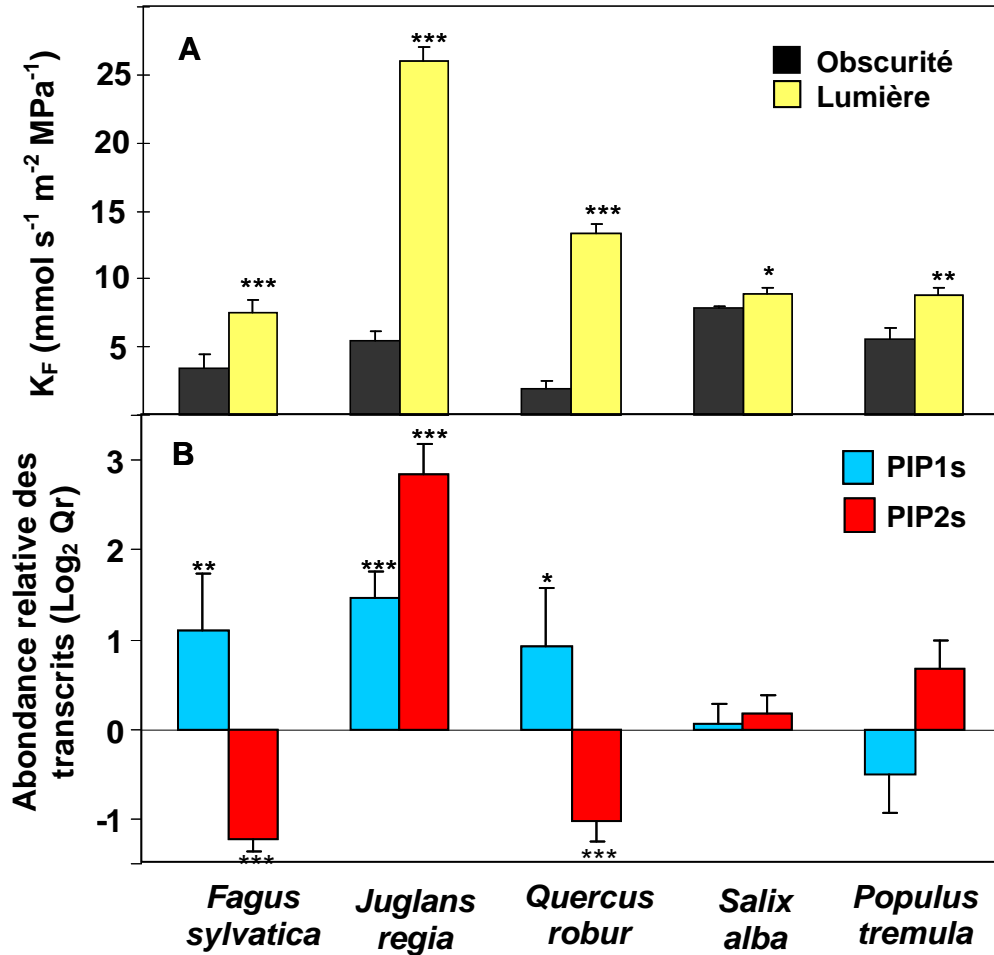 A
K_F (mmol s⁻¹ m⁻² MPa⁻¹)
25
20
15
10
5
***
***
***
*
**
Obscurité
Lumière
B
Abondance relative des
transcrits (Log₂ Qr)
3
2
1
0
-1
**
***
***
***
*
***
PIP1s
PIP2s
Fagus
sylvatica
Juglans
regia
Quercus
robur
Salix
alba
Populus
tremula